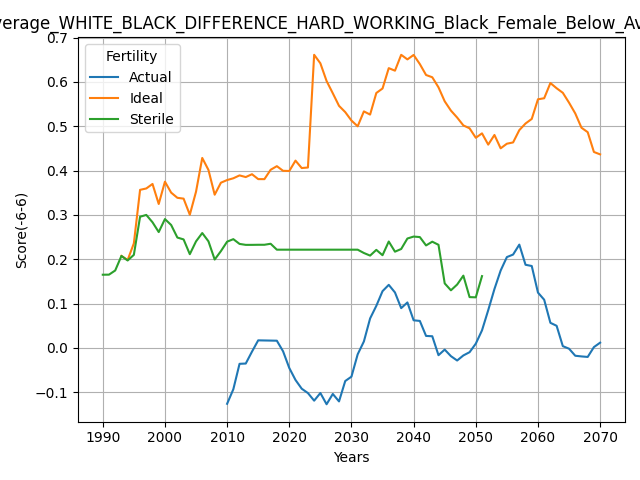 verage_WHITE_BLACK_DIFFERENCE_HARD_WORKING_Black_Female_Below_Av
Fertility
Actual
Ideal
Sterile
Score(-6-6)
0.7
0.6
0.5
0.4
0.3
0.2
0.1
0.0
−0.1
1990 2000 2010 2020 2030 2040 2050 2060 2070
Years